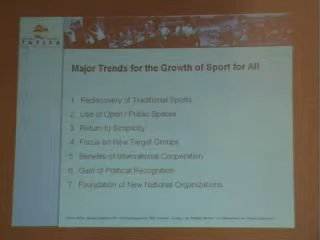 TAFISA
Major Trends for the Growth of Sport for All
1. Rediscovery of Traditional Sports
2. Use of Open / Public Spaces
3. Return to Simplicity
4. Focus on New Target Groups
5. Benefits of International Cooperation
6. Gain of Political Recognition
7. Foundation of New National Organizations